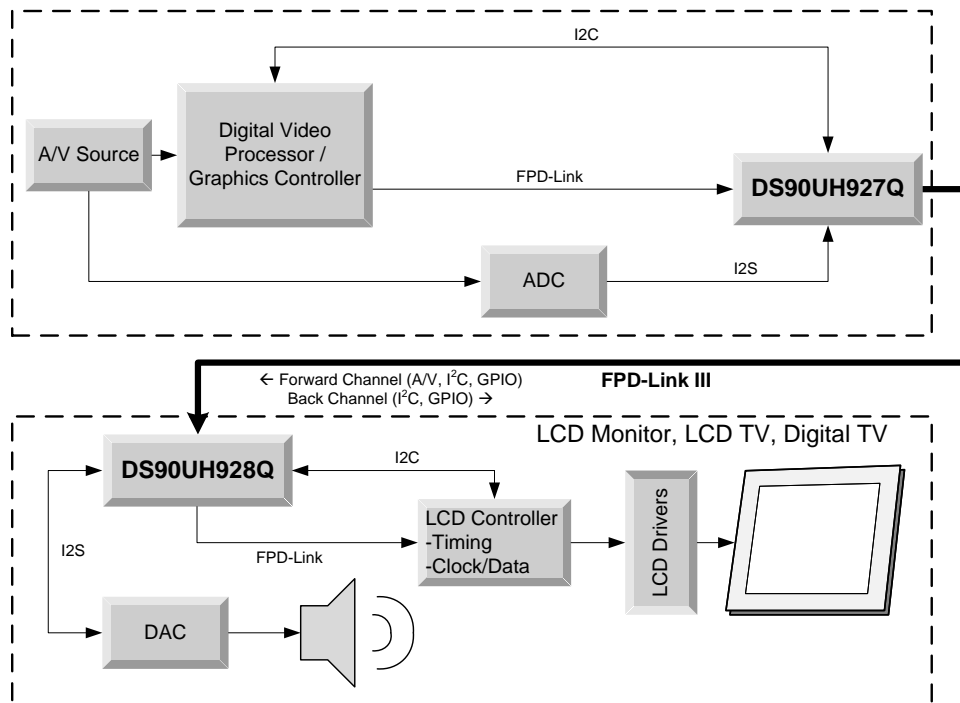 I2C
Digital Video
Processor /
Graphics Controller
A/V Source
FPD-Link
DS90UH927Q
ADC
I2S
← Forward Channel (A/V, I²C, GPIO)
Back Channel (I²C, GPIO) →
FPD-Link III
LCD Monitor, LCD TV, Digital TV
DS90UH928Q
I2C
LCD Controller
-Timing
-Clock/Data
LCD Drivers
I2S
FPD-Link
DAC